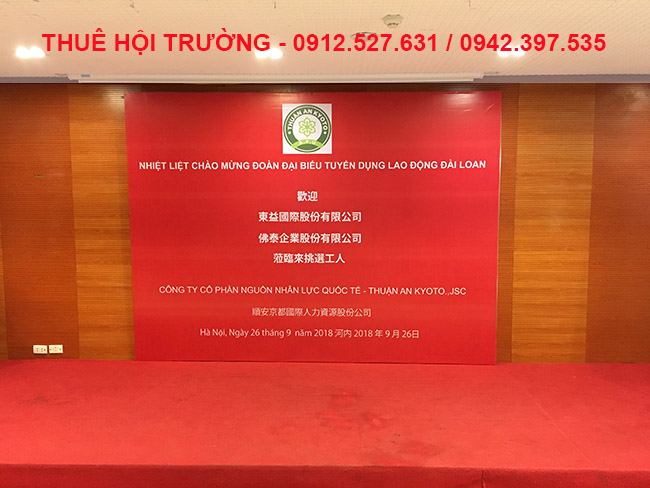 THUÊ HỘI TRƯỜNG - 0912.527.631 / 0942.397.535
THUẬN AN KYOTO
NHIỆT LIỆT CHÀO MỪNG ĐOÀN ĐẠI BIỂU TUYỂN DỤNG LAO ĐỘNG ĐÀI LOAN
歡迎
東益國際股份有限公司
佛泰企業股份有限公司
蒞臨來挑選工人
CÔNG TY CỔ PHẦN NGUỒN NHÂN LỰC QUỐC TẾ - THUẬN AN KYOTO.,JSC
順安京都國際人力資源股份公司
Hà Nội, Ngày 26 tháng 9 năm 2018 河内 2018 年 9 月 26日